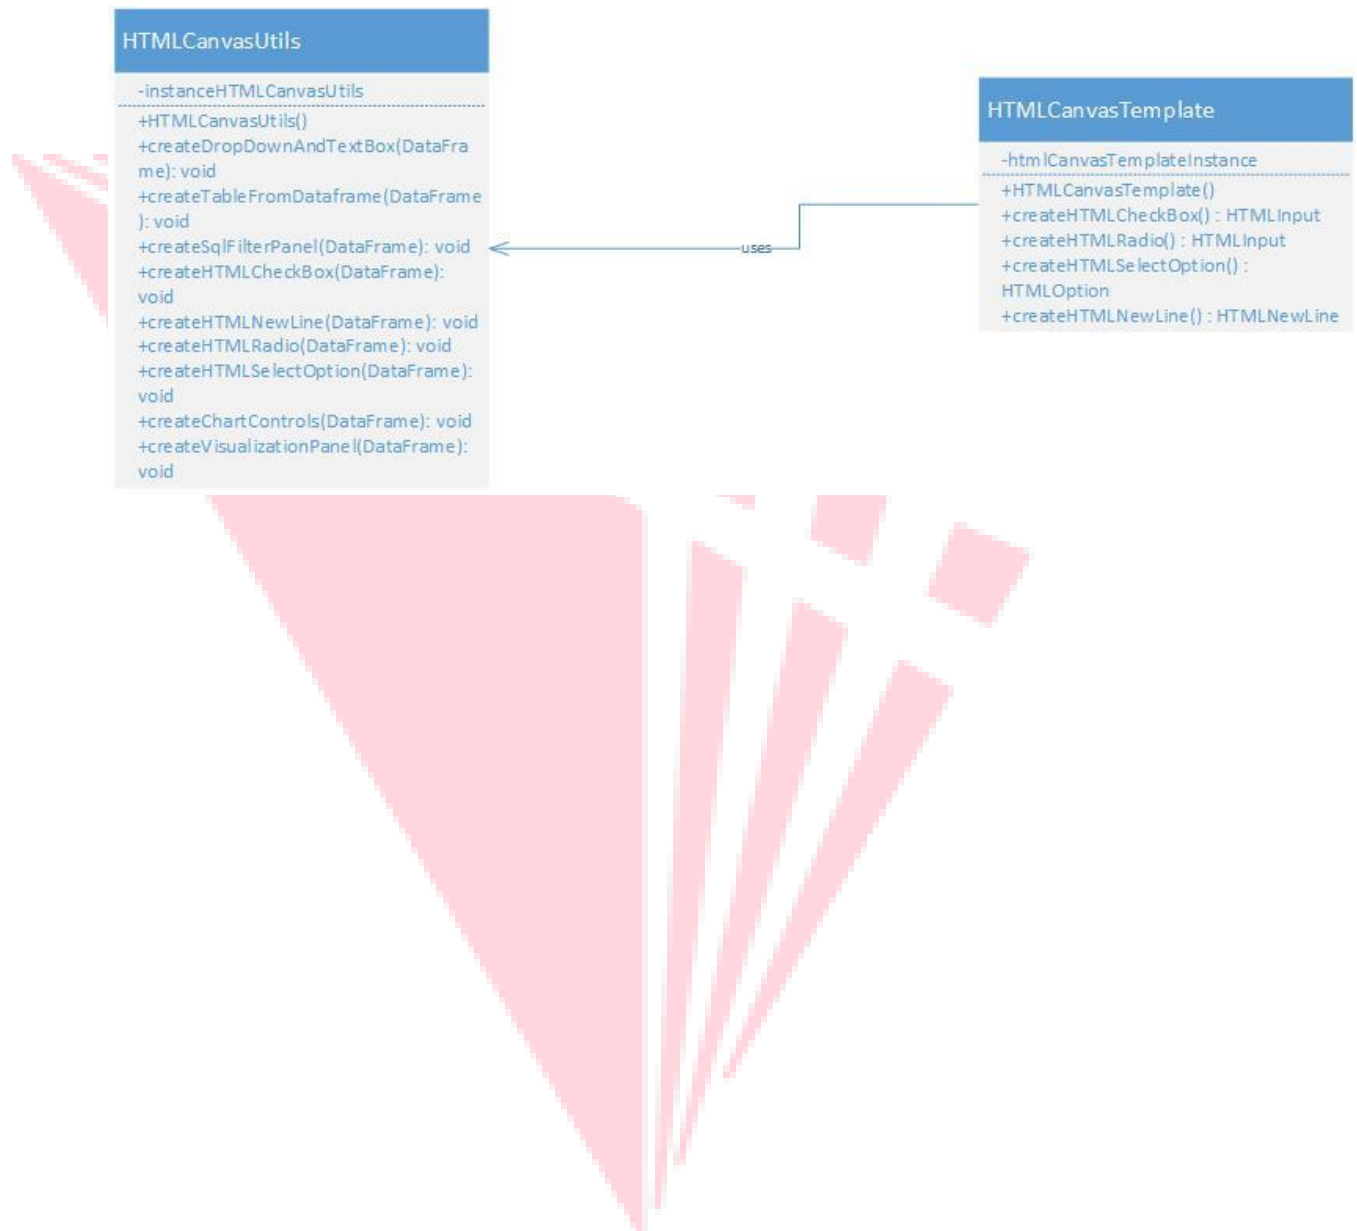 HTMLCanvasUtils
-instanceHTMLCanvasUtils
+HTMLCanvasUtils()
+createDropDownAndTextBox(DataFra
me): void
+createTableFromDataframe(DataFrame
): void
+createSqlFilterPanel(DataFrame): void
+createHTMLCheckBox(DataFrame):
void
+createHTMLNewLine(DataFrame): void
+createHTMLRadio(DataFrame): void
+createHTMLSelectOption(DataFrame):
void
+createChartControls(DataFrame): void
+createVisualizationPanel(DataFrame):
void
uses
HTMLCanvasTemplate
-htmlCanvasTemplateInstance
+HTMLCanvasTemplate()
+createHTMLCheckBox() : HTMLInput
+createHTMLRadio() : HTMLInput
+createHTMLSelectOption() :
HTMLOption
+createHTMLNewLine() : HTMLNewLine